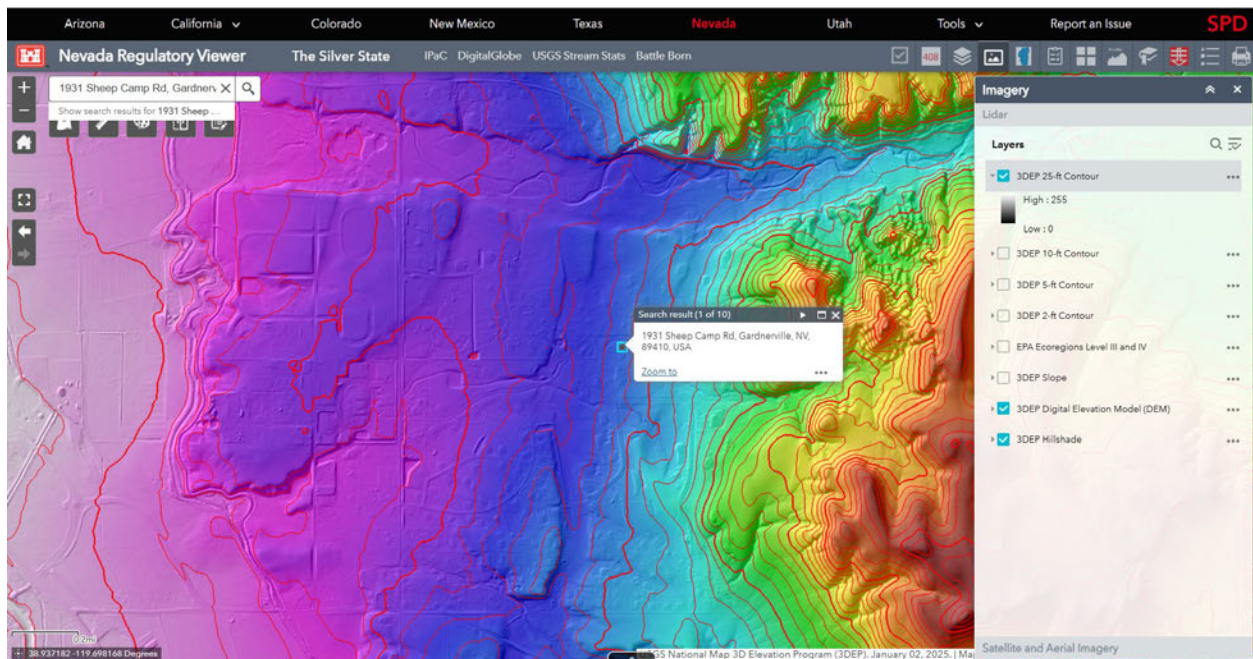 Arizona California Colorado New Mexico Texas Nevada Utah Tools Report an Issue SPD
Nevada Regulatory Viewer The Silver State IPaC DigitalGlobe USGS Stream Stats Battle Born 408
1931 Sheep Camp Rd, Gardnerv
Show search results for 1931 Sheep ...
Imagery
Lidar
Layers
3DEP 25-ft Contour
High : 255
Low : 0
3DEP 10-ft Contour
3DEP 5-ft Contour
3DEP 2-ft Contour
EPA Ecoregions Level III and IV
3DEP Slope
3DEP Digital Elevation Model (DEM)
3DEP Hillshade
Search result (1 of 10)
1931 Sheep Camp Rd, Gardnerville, NV,
89410, USA
Zoom to
0.2mi
38.937182 -119.698168 Degrees
USGS National Map 3D Elevation Program (3DEP). January 02, 2025. | Ma
Satellite and Aerial Imagery